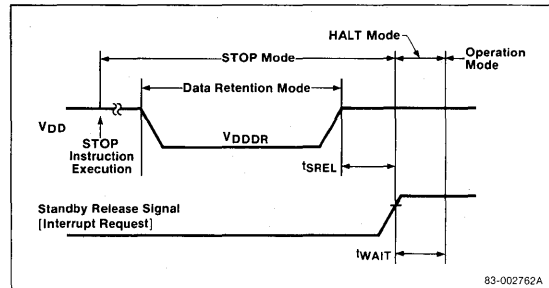 HALT Mode
STOP Mode
Operation
Mode
Data Retention Mode
VDD
VDDDR
STOP
Instruction
Execution
tSREL
Standby Release Signal
[Interrupt Request]
tWAIT
83-002762A